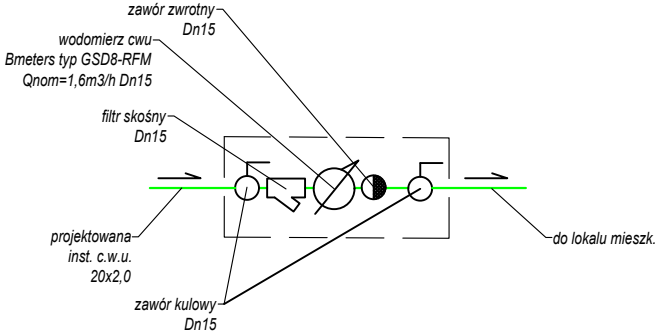 zawór zwrotny
Dn15
wodomierz cwu
Bmeters typ GSD8-RFM
Qnom=1,6m3/h Dn15
filtr skośny
Dn15
projektowana
inst. c.w.u.
20x2,0
do lokalu mieszk.
zawór kulowy
Dn15